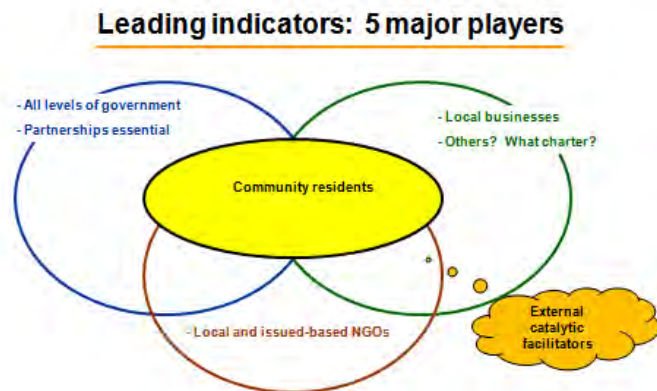 Leading indicators: 5 major players
- All levels of government
- Partnerships essential
- Local businesses
- Others? What charter?
Community residents
- Local and issued-based NGOs
External
catalytic
facilitators